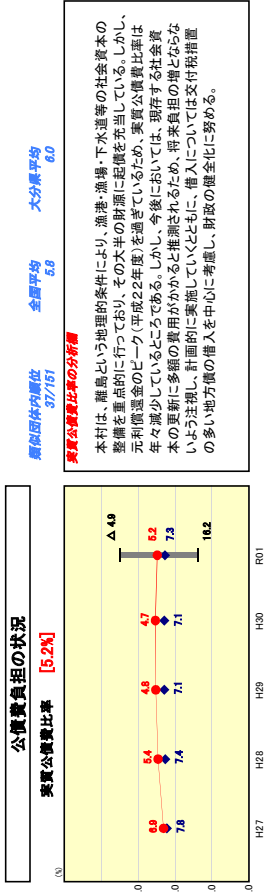 公債費負担の状況
実質公債費比率 [5.2%]
(%)
.0
.0
.0
.0
6.9
5.4
4.8
4.7
5.2
7.8
7.4
7.1
7.1
7.3
△ 4.9
16.2
H27 H28 H29 H30 R01
類似団体内順位 全国平均 大分県平均
37/151 5.8 6.0
実質公債費比率の分析欄
本村は、離島という地理的条件により、漁港・漁場・下水道等の社会資本の
整備を重点的に行っており、その大半の財源に起債を充当している。しかし、
元利償還金のピーク(平成22年度)を過ぎているため、実質公債費比率は
年々減少しているところである。しかし、今後においては、現存する社会資
本の更新に多額の費用がかかると推測されるため、将来負担の増とならな
いよう注視し、計画的に実施していくとともに、借入については交付税措置
の多い地方債の借入を中心に考慮し、財政の健全化に努める。